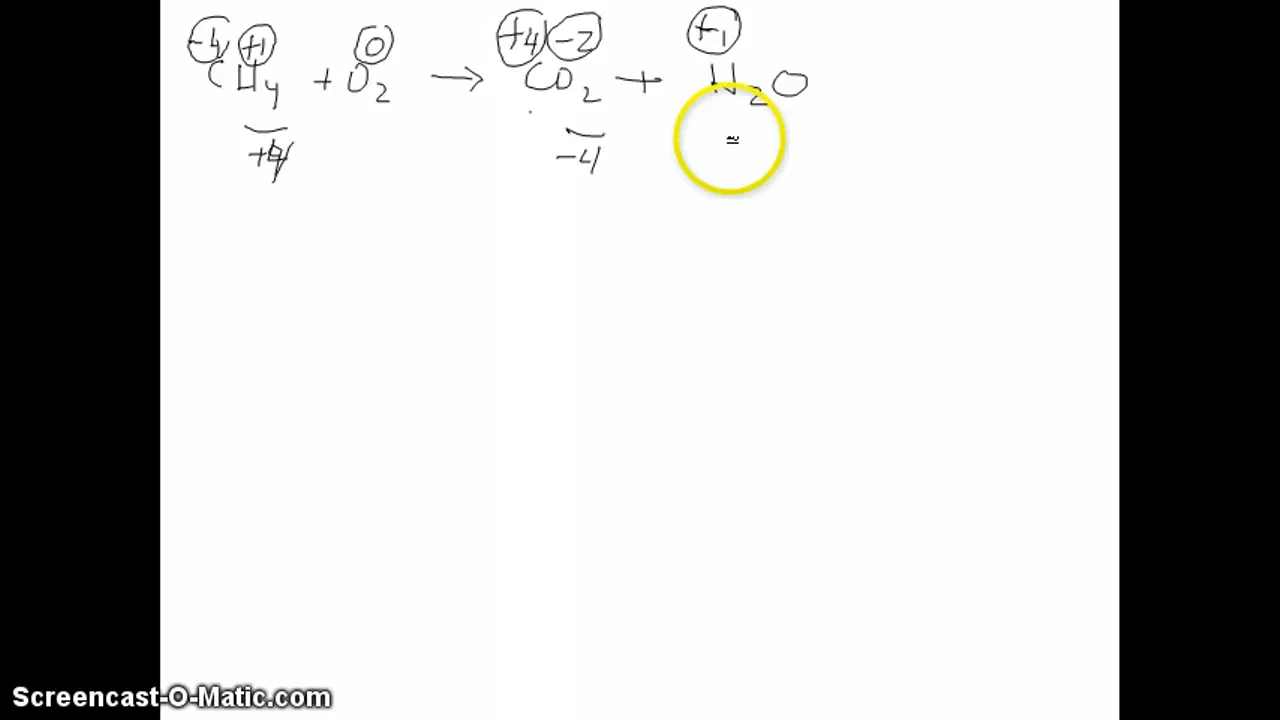 -4 +1 0 +4 -2 +1
CH4 + O2 → CO2 + H2O
+4 -4
Screencast-O-Matic.com